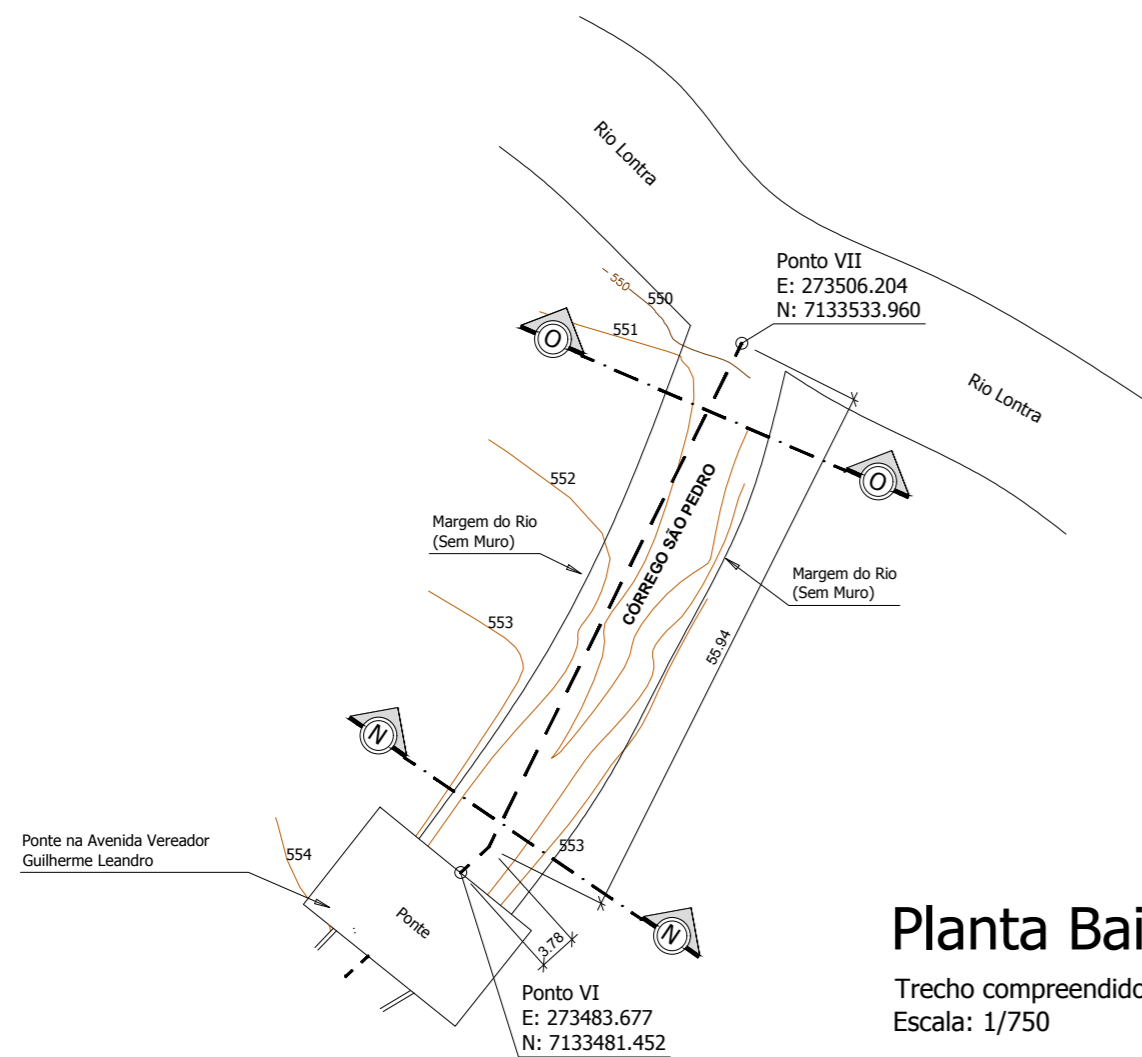 Rio Lontra
Ponto VII
E: 273506.204
N: 7133533.960
550
550
551
O
Rio Lontra
O
552
CÓRREGO SÃO PEDRO
Margem do Rio
(Sem Muro)
Margem do Rio
(Sem Muro)
553
55.94
N
Ponte na Avenida Vereador
Guilherme Leandro
554
553
Ponte
N
3.78
Ponto VI
E: 273483.677
N: 7133481.452
Planta Bai
Trecho compreendido
Escala: 1/750